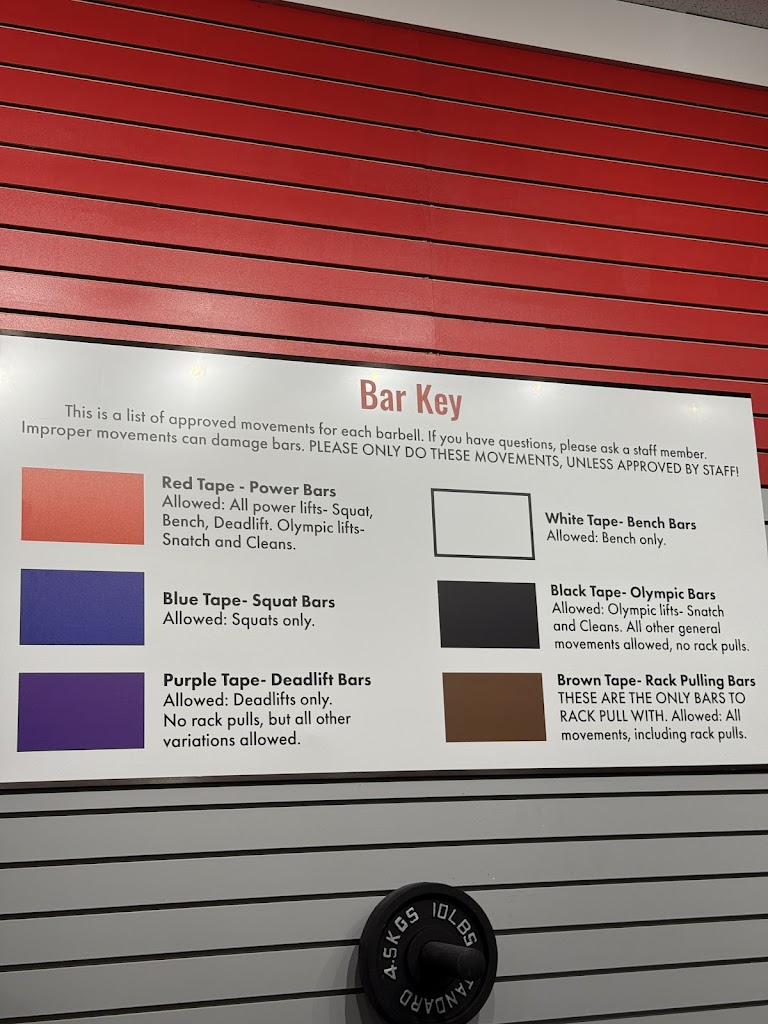 Bar Key
This is a list of approved movements for each barbell. If you have questions, please ask a staff member.
Improper movements can damage bars. PLEASE ONLY DO THESE MOVEMENTS, UNLESS APPROVED BY STAFF!
Red Tape - Power Bars
Allowed: All power lifts- Squat,
Bench, Deadlift. Olympic lifts-
Snatch and Cleans.
Blue Tape- Squat Bars
Allowed: Squats only.
Purple Tape- Deadlift Bars
Allowed: Deadlifts only.
No rack pulls, but all other
variations allowed.
White Tape- Bench Bars
Allowed: Bench only.
Black Tape- Olympic Bars
Allowed: Olympic lifts- Snatch
and Cleans. All other general
movements allowed, no rack pulls.
Brown Tape- Rack Pulling Bars
THESE ARE THE ONLY BARS TO
RACK PULL WITH. Allowed: All
movements, including rack pulls.
4.5KGS 10LBS